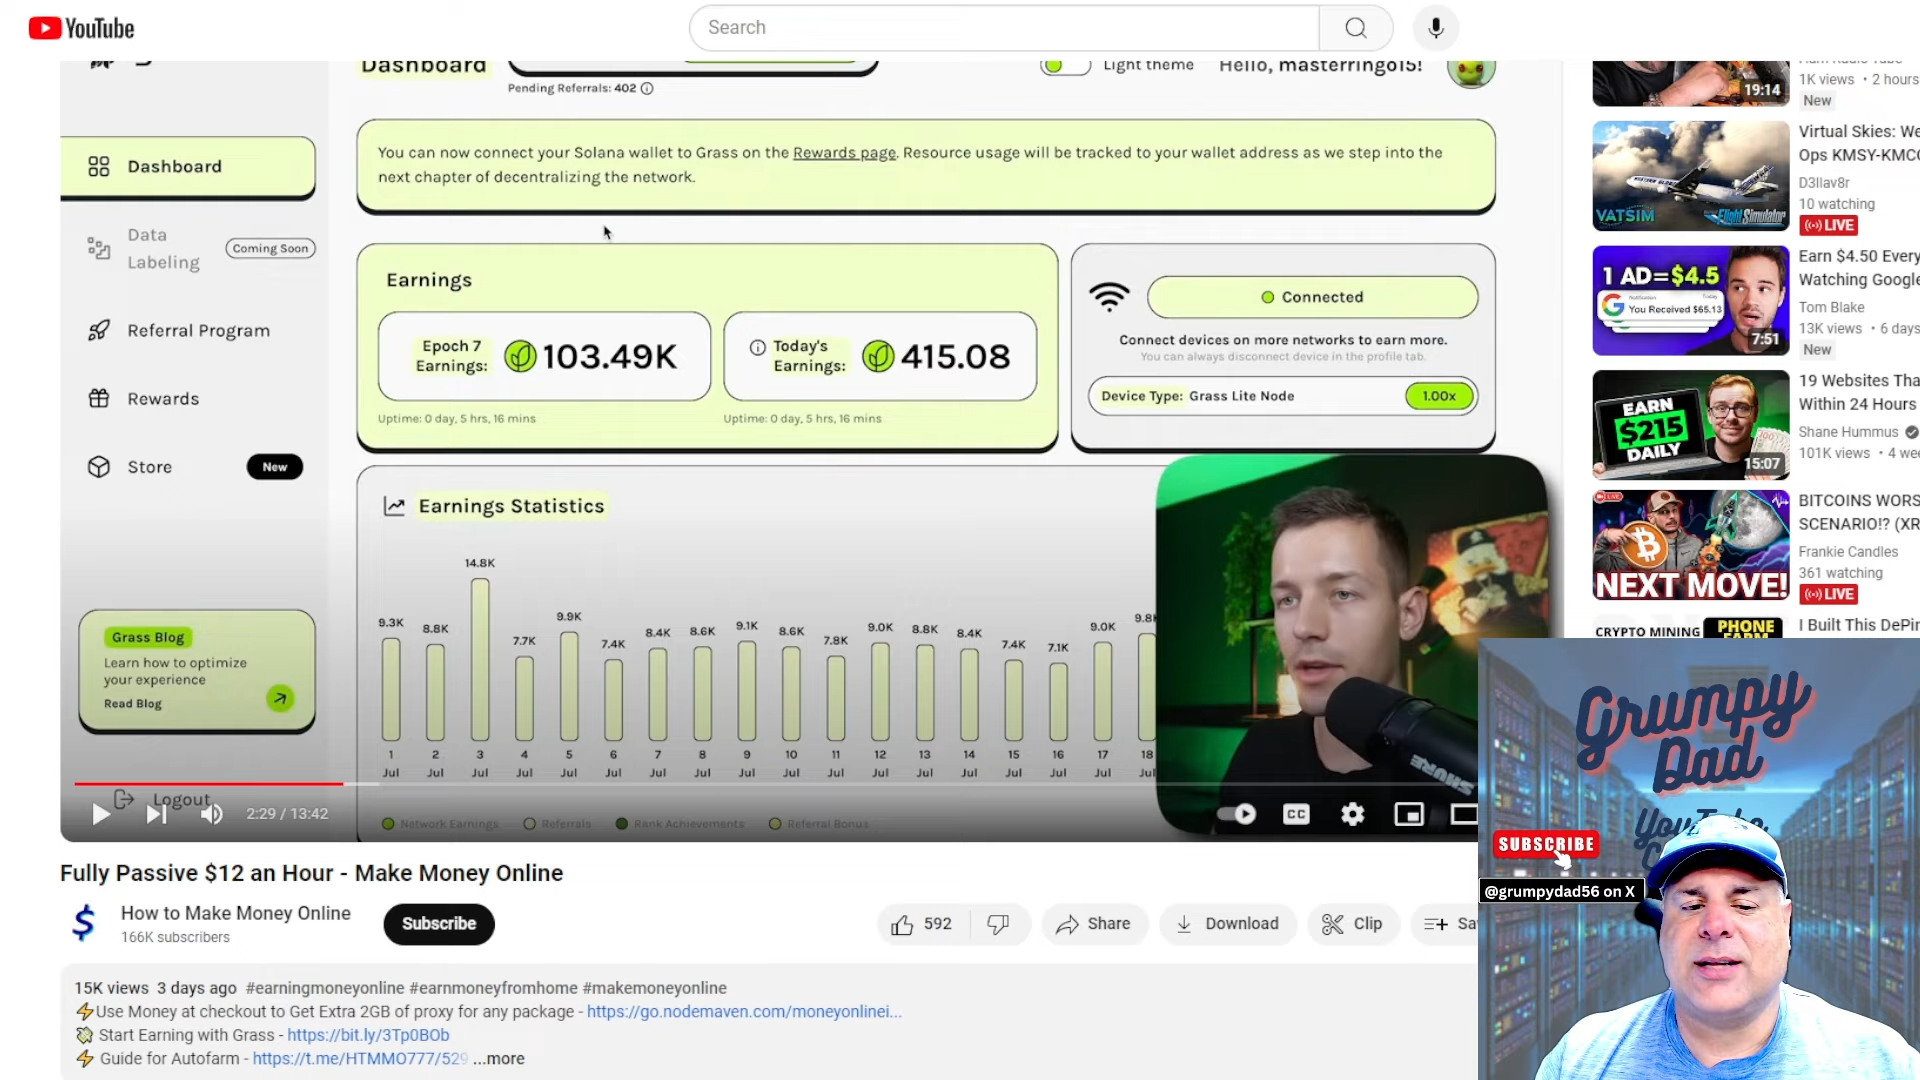 YouTube
Search
Dashboard
Light theme
Hello, masterringo15!
Pending Referrals: 402
Dashboard
Data
Labeling
Coming Soon
Referral Program
Rewards
Store
New
Grass Blog
Learn how to optimize
your experience
Read Blog
Logout
You can now connect your Solana wallet to Grass on the Rewards page. Resource usage will be tracked to your wallet address as we step into the
next chapter of decentralizing the network.
Earnings
Epoch 7
Earnings:
103.49K
Today's
Earnings:
415.08
Uptime: 0 day, 5 hrs, 16 mins
Uptime: 0 day, 5 hrs, 16 mins
Connected
Connect devices on more networks to earn more.
You can always disconnect device in the profile tab.
Device Type: Grass Lite Node
1.00x
Earnings Statistics
9.3K 8.8K 14.8K 7.7K 9.9K 7.4K 8.4K 8.6K 9.1K 8.6K 7.8K 9.0K 8.8K 8.4K 7.4K 7.1K 9.0K 9.8K
1 2 3 4 5 6 7 8 9 10 11 12 13 14 15 16 17 18
Jul Jul Jul Jul Jul Jul Jul Jul Jul Jul Jul Jul Jul Jul Jul Jul Jul Jul
Network Earnings Referrals Rank Achievements Referral Bonus
SHURE
2:29 / 13:42
CC
Fully Passive $12 an Hour - Make Money Online
How to Make Money Online
166K subscribers
Subscribe
592
Share
Download
Clip
15K views 3 days ago #earningmoneyonline #earnmoneyfromhome #makemoneyonline
Use Money at checkout to Get Extra 2GB of proxy for any package - https://go.nodemaven.com/moneyonlinei...
Start Earning with Grass - https://bit.ly/3Tp0BOb
Guide for Autofarm - https://t.me/HTMMO777/529 ...more
19:14
1K views • 2 hours
New
VATSIM
Flight Simulator
Virtual Skies: We
Ops KMSY-KMCO
D3llav8r
10 watching
LIVE
1 AD=$4.5
You Received $65.13
7:51
Earn $4.50 Every
Watching Google
Tom Blake
13K views • 6 days
New
EARN
$215
DAILY
15:07
19 Websites Tha
Within 24 Hours
Shane Hummus
101K views • 4 wee
LIVE
NEXT MOVE!
BITCOINS WORS
SCENARIO!? (XR
Frankie Candles
361 watching
LIVE
CRYPTO MINING
PHONE
FARM
I Built This DePin
Grumpy
Dad
YouTube
SUBSCRIBE
@grumpydad56 on X